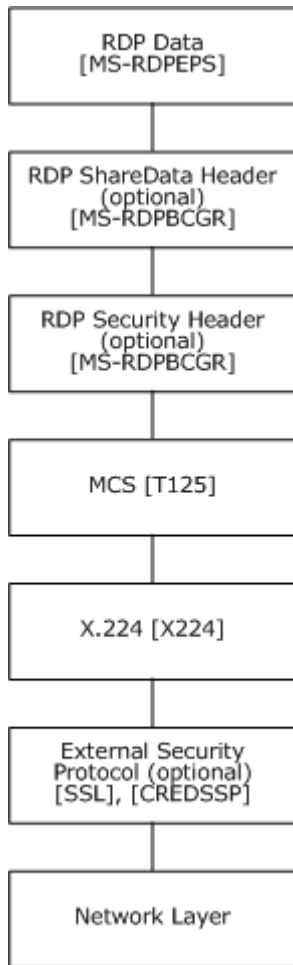 RDP Data
[MS-RDPEPS]
RDP ShareData Header
(optional)
[MS-RDPBCGR]
RDP Security Header
(optional)
[MS-RDPBCGR]
MCS [T125]
X.224 [X224]
External Security
Protocol (optional)
[SSL], [CREDSSP]
Network Layer